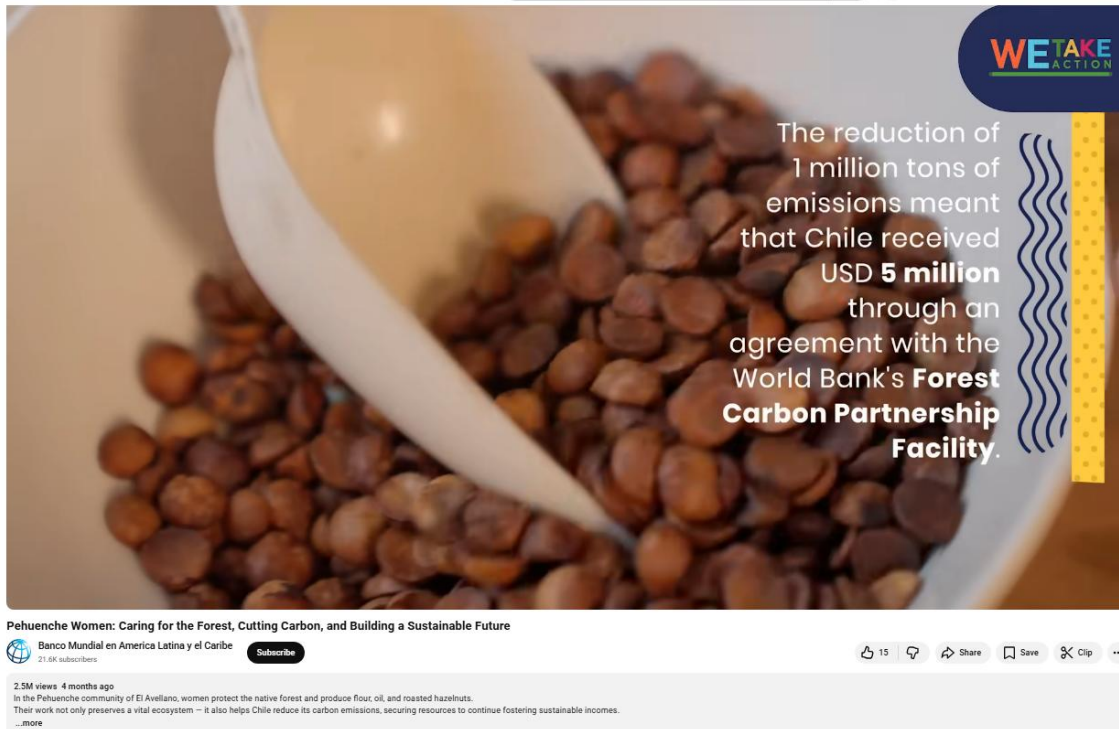 WE TAKE
ACTION
The reduction of
1 million tons of
emissions meant
that Chile received
USD 5 million
through an
agreement with the
World Bank's Forest
Carbon Partnership
Facility.
Pehuenche Women: Caring for the Forest, Cutting Carbon, and Building a Sustainable Future
Banco Mundial en America Latina y el Caribe
21.6K subscribers
Subscribe
15
Share
Save
Clip
2.5M views 4 months ago
In the Pehuenche community of El Avellano, women protect the native forest and produce flour, oil, and roasted hazelnuts.
Their work not only preserves a vital ecosystem — it also helps Chile reduce its carbon emissions, securing resources to continue fostering sustainable incomes.
...more